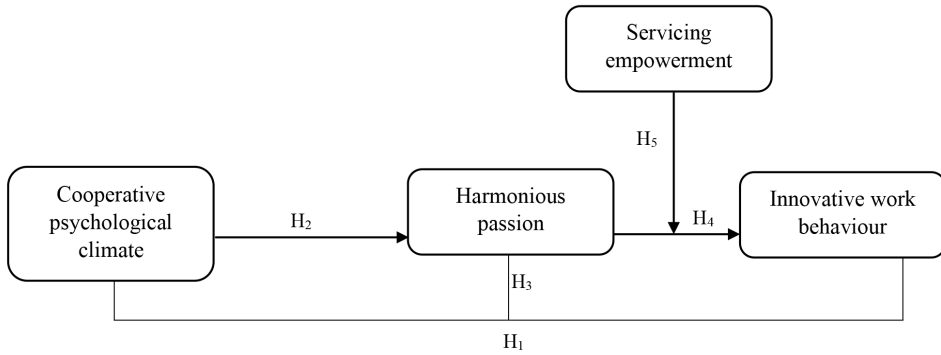 Servicing
empowerment
H₅
Cooperative
psychological
climate
H₂
Harmonious
passion
H₄
Innovative work
behaviour
H₃
H₁